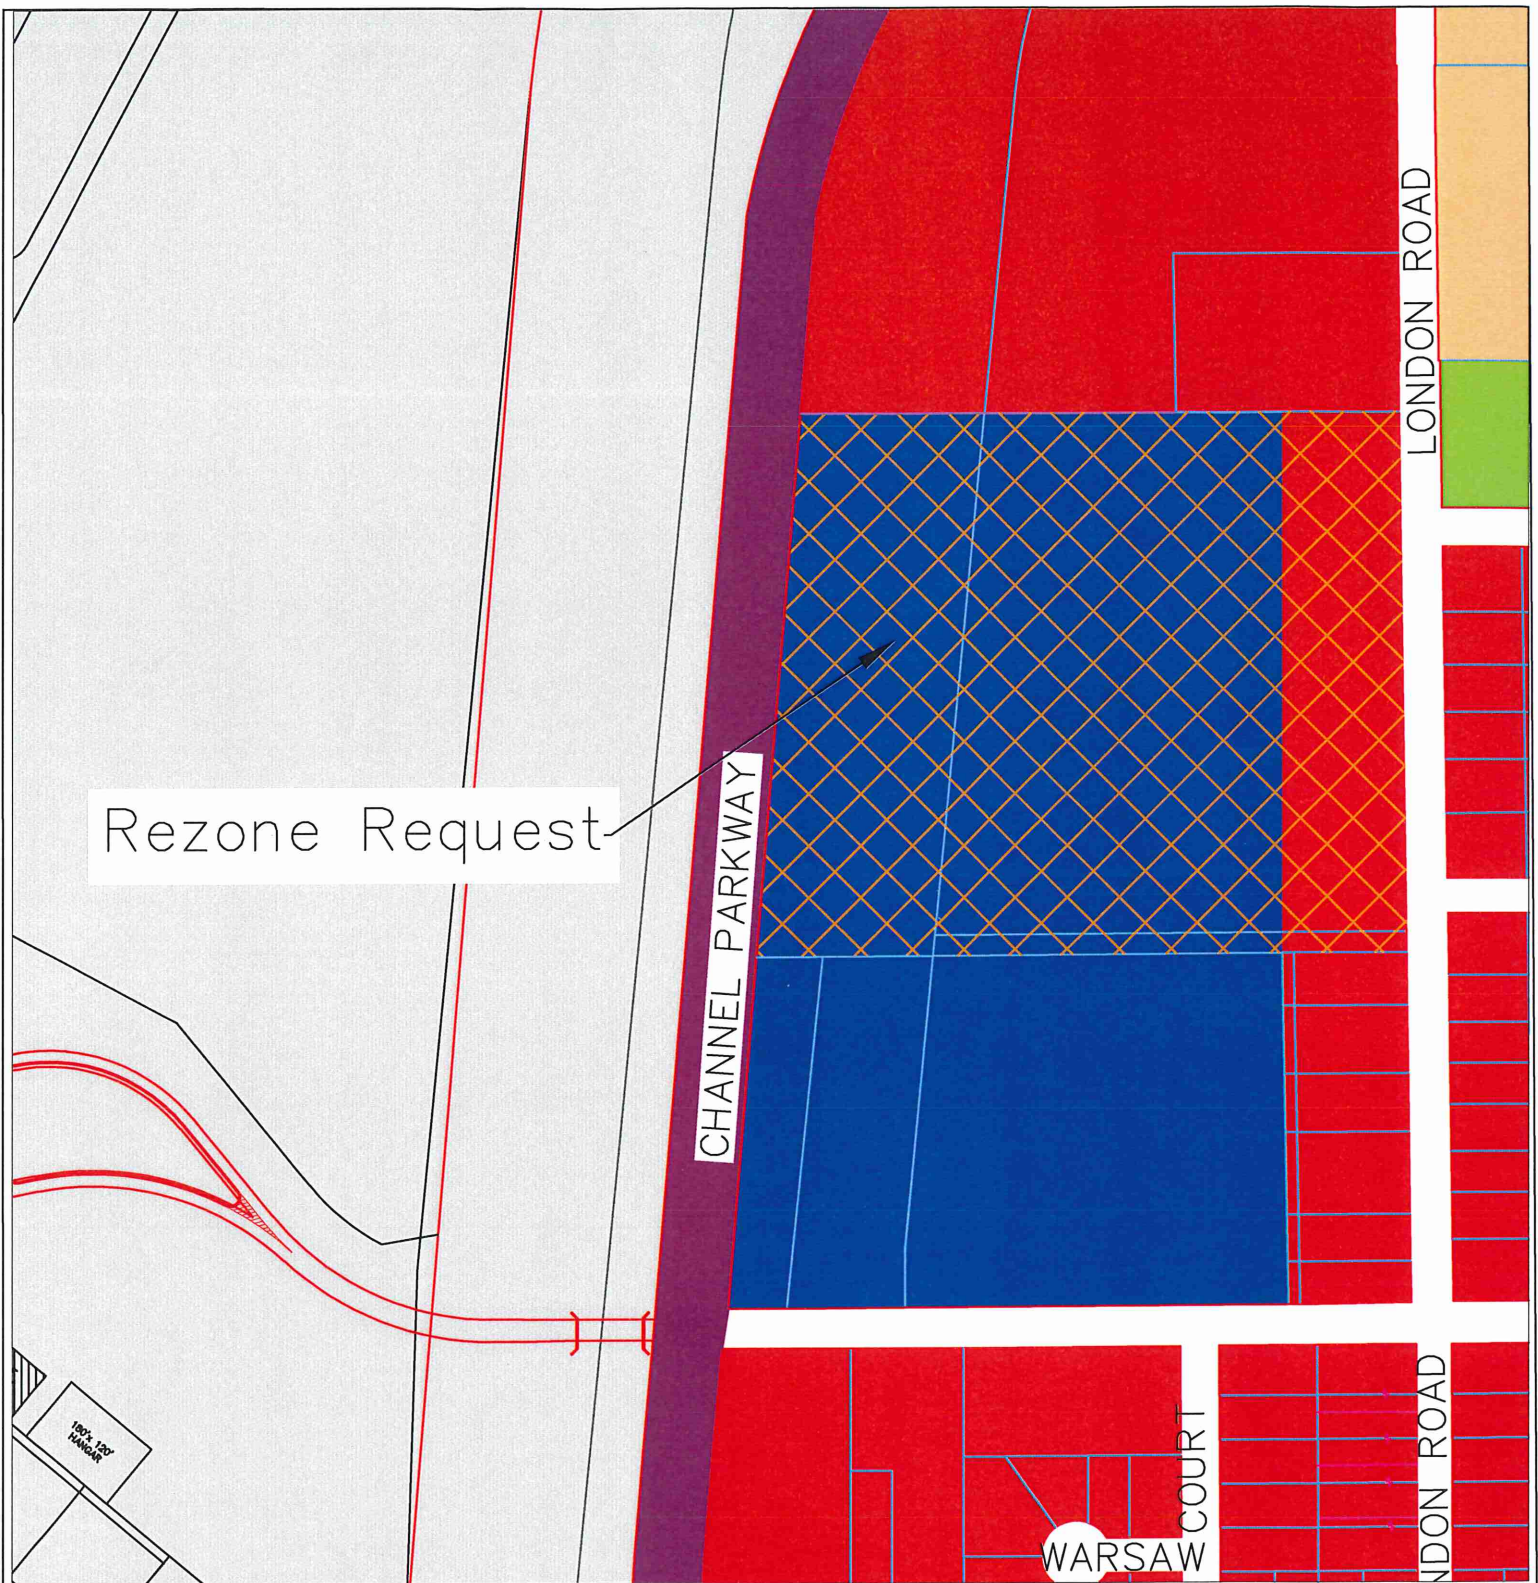 LONDON ROAD
Rezone Request
CHANNEL PARKWAY
180'x 120'
HANGAR
COURT
WARSAW
NDON ROAD